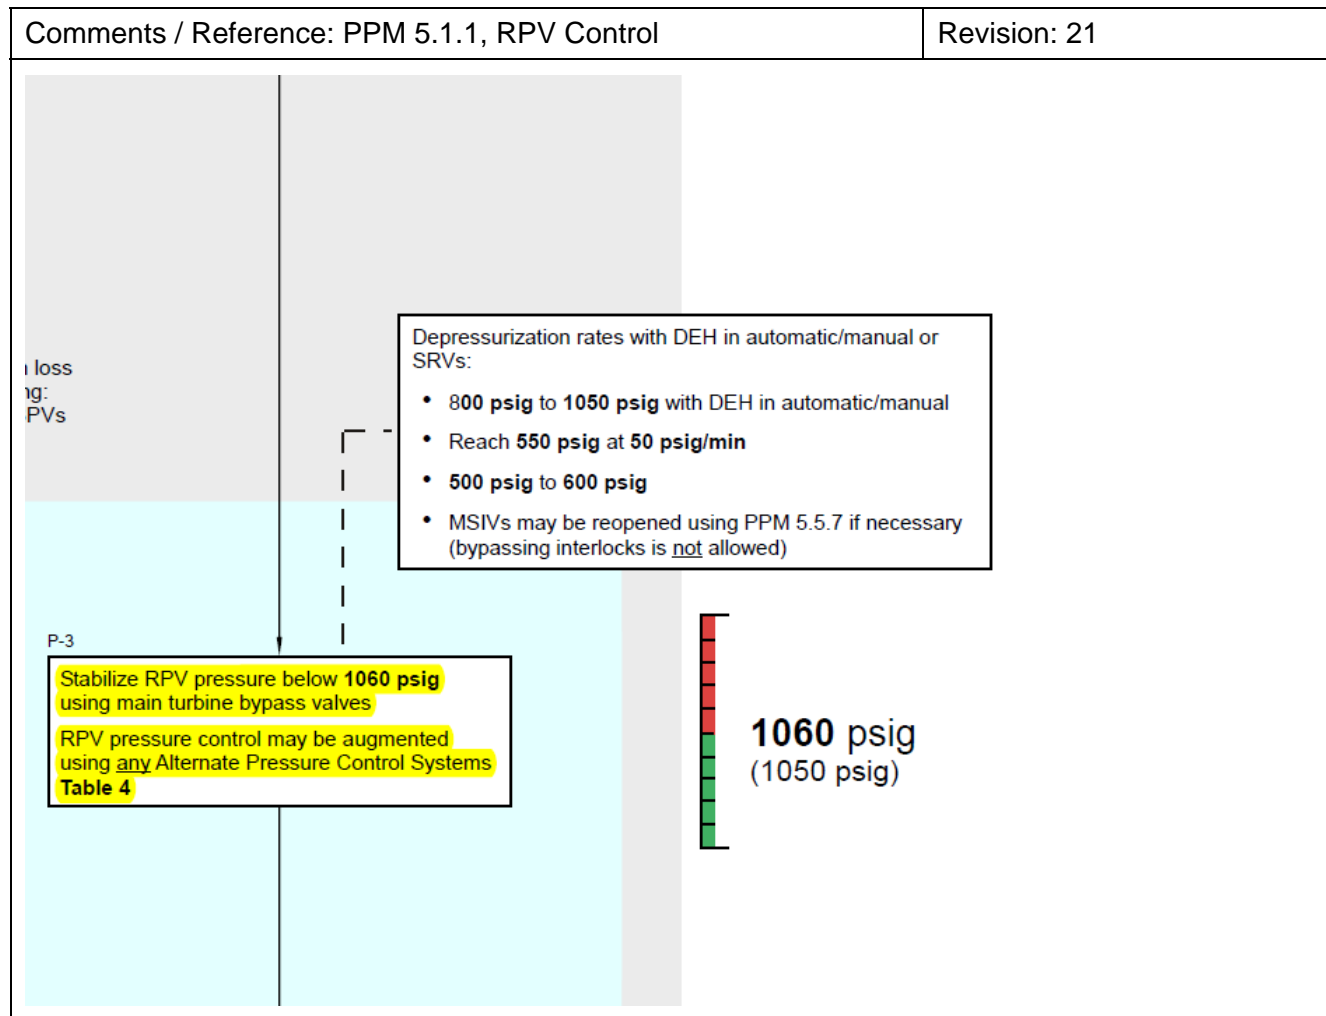 Comments / Reference: PPM 5.1.1, RPV Control
Revision: 21
loss
ng:
PVs
Depressurization rates with DEH in automatic/manual or
SRVs:
• 800 psig to 1050 psig with DEH in automatic/manual
• Reach 550 psig at 50 psig/min
• 500 psig to 600 psig
• MSIVs may be reopened using PPM 5.5.7 if necessary
(bypassing interlocks is not allowed)
P-3
Stabilize RPV pressure below 1060 psig
using main turbine bypass valves
RPV pressure control may be augmented
using any Alternate Pressure Control Systems
Table 4
1060 psig
(1050 psig)